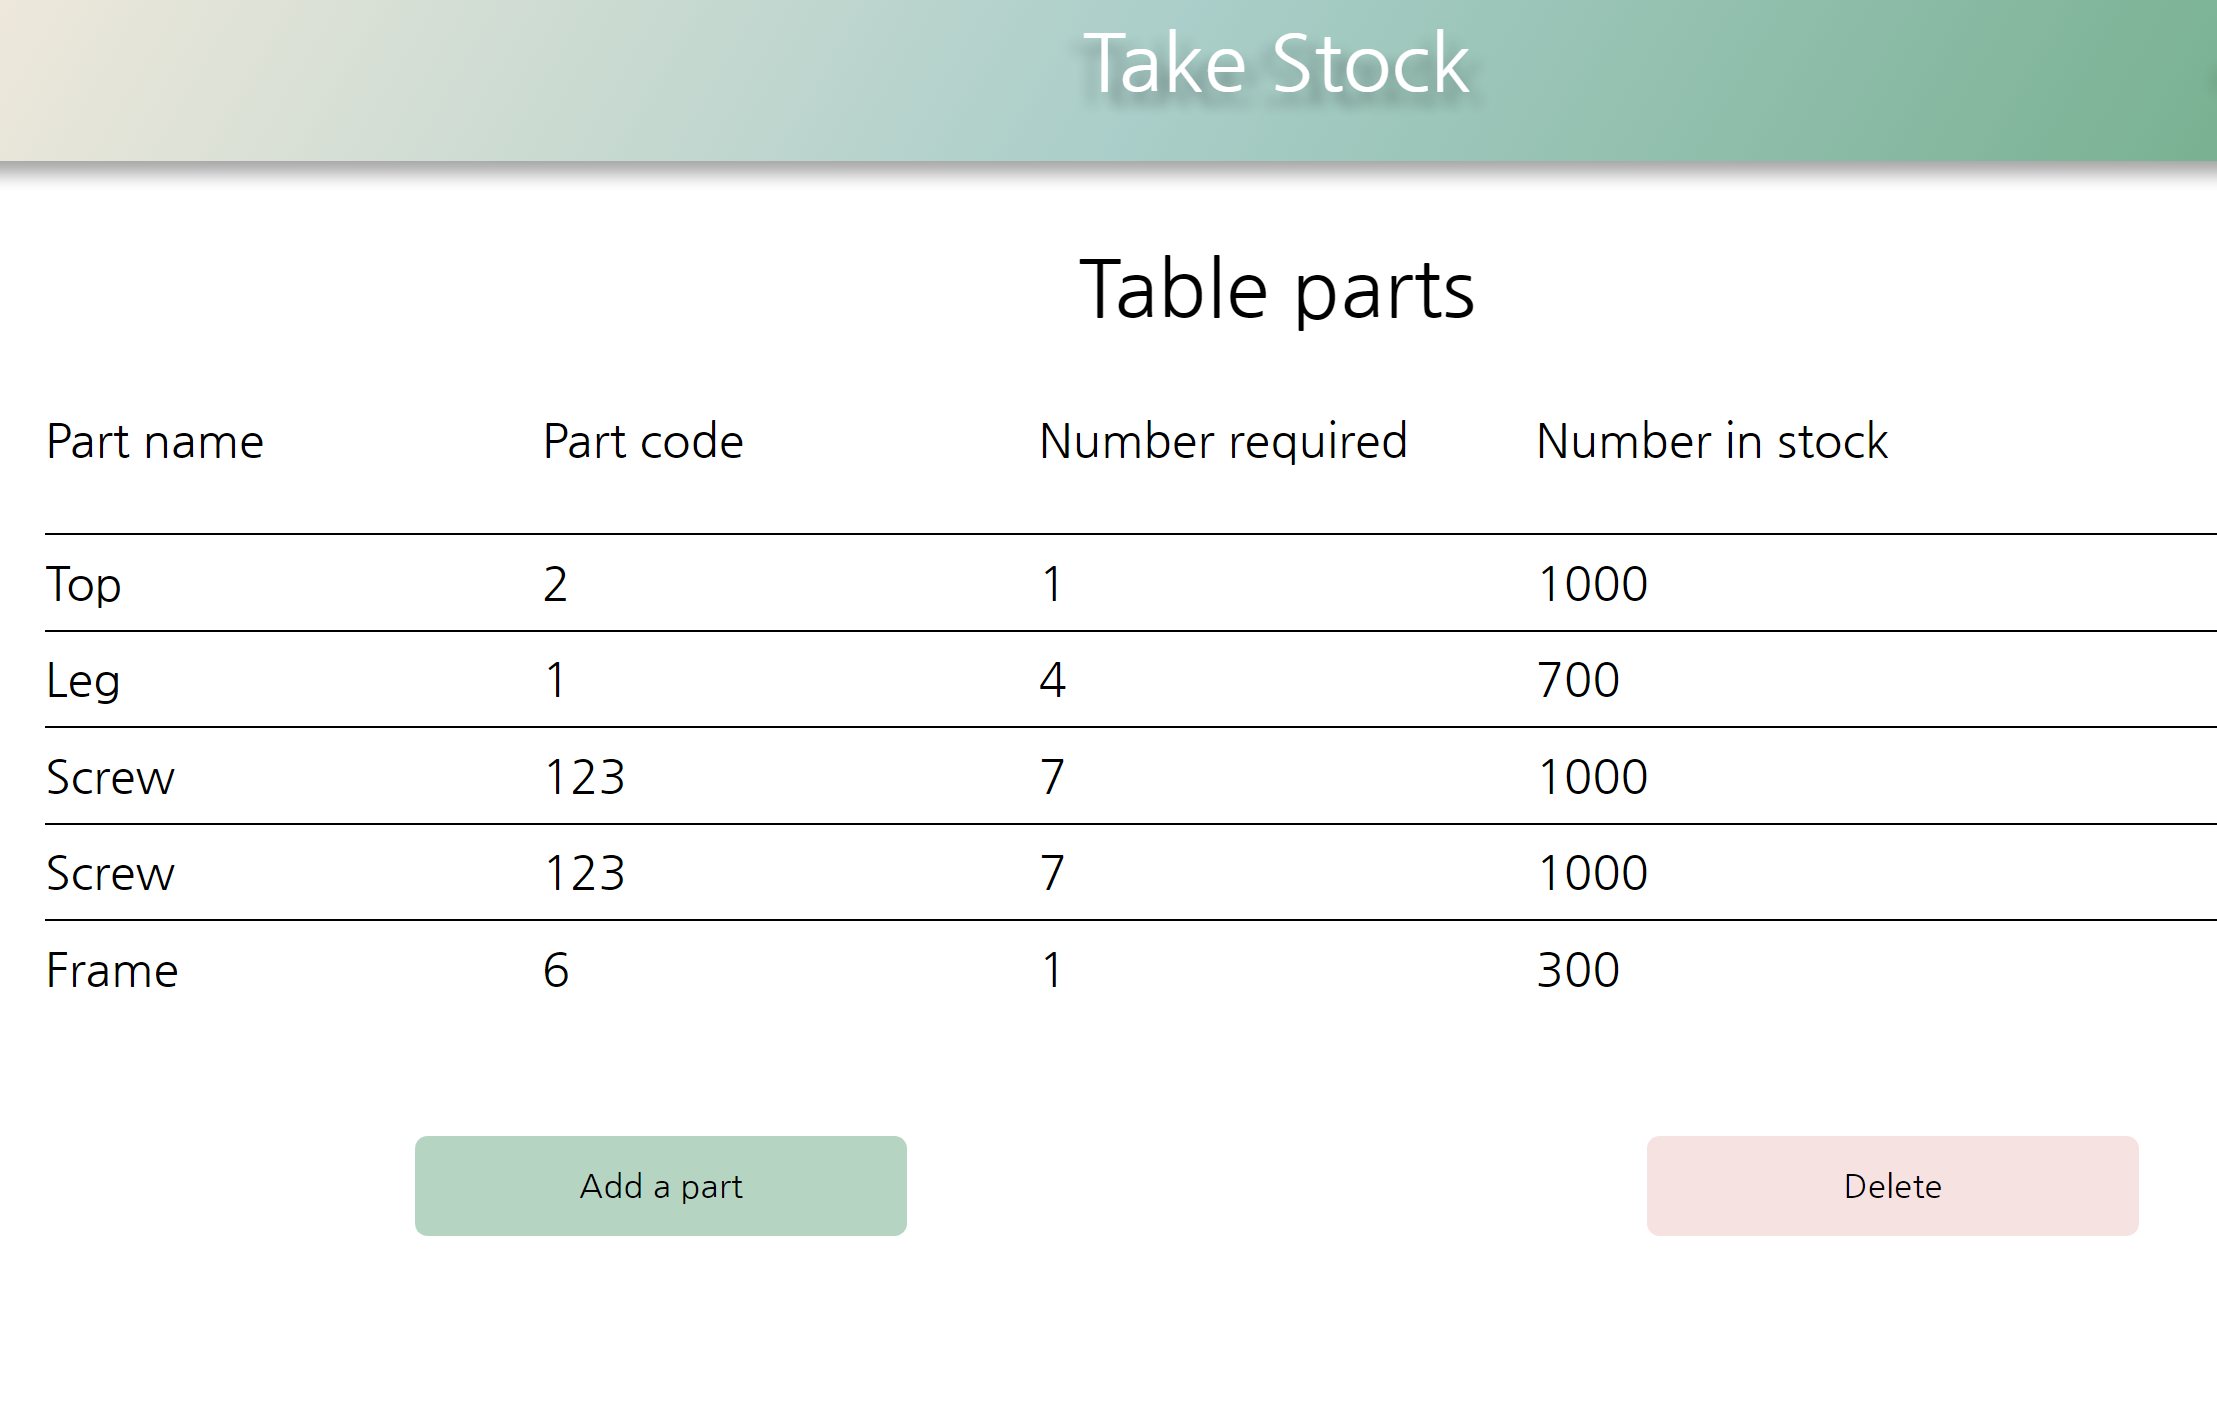 Take Stock
Table parts
Part name Part code Number required Number in stock
Top 2 1 1000
Leg 1 4 700
Screw 123 7 1000
Screw 123 7 1000
Frame 6 1 300
Add a part Delete